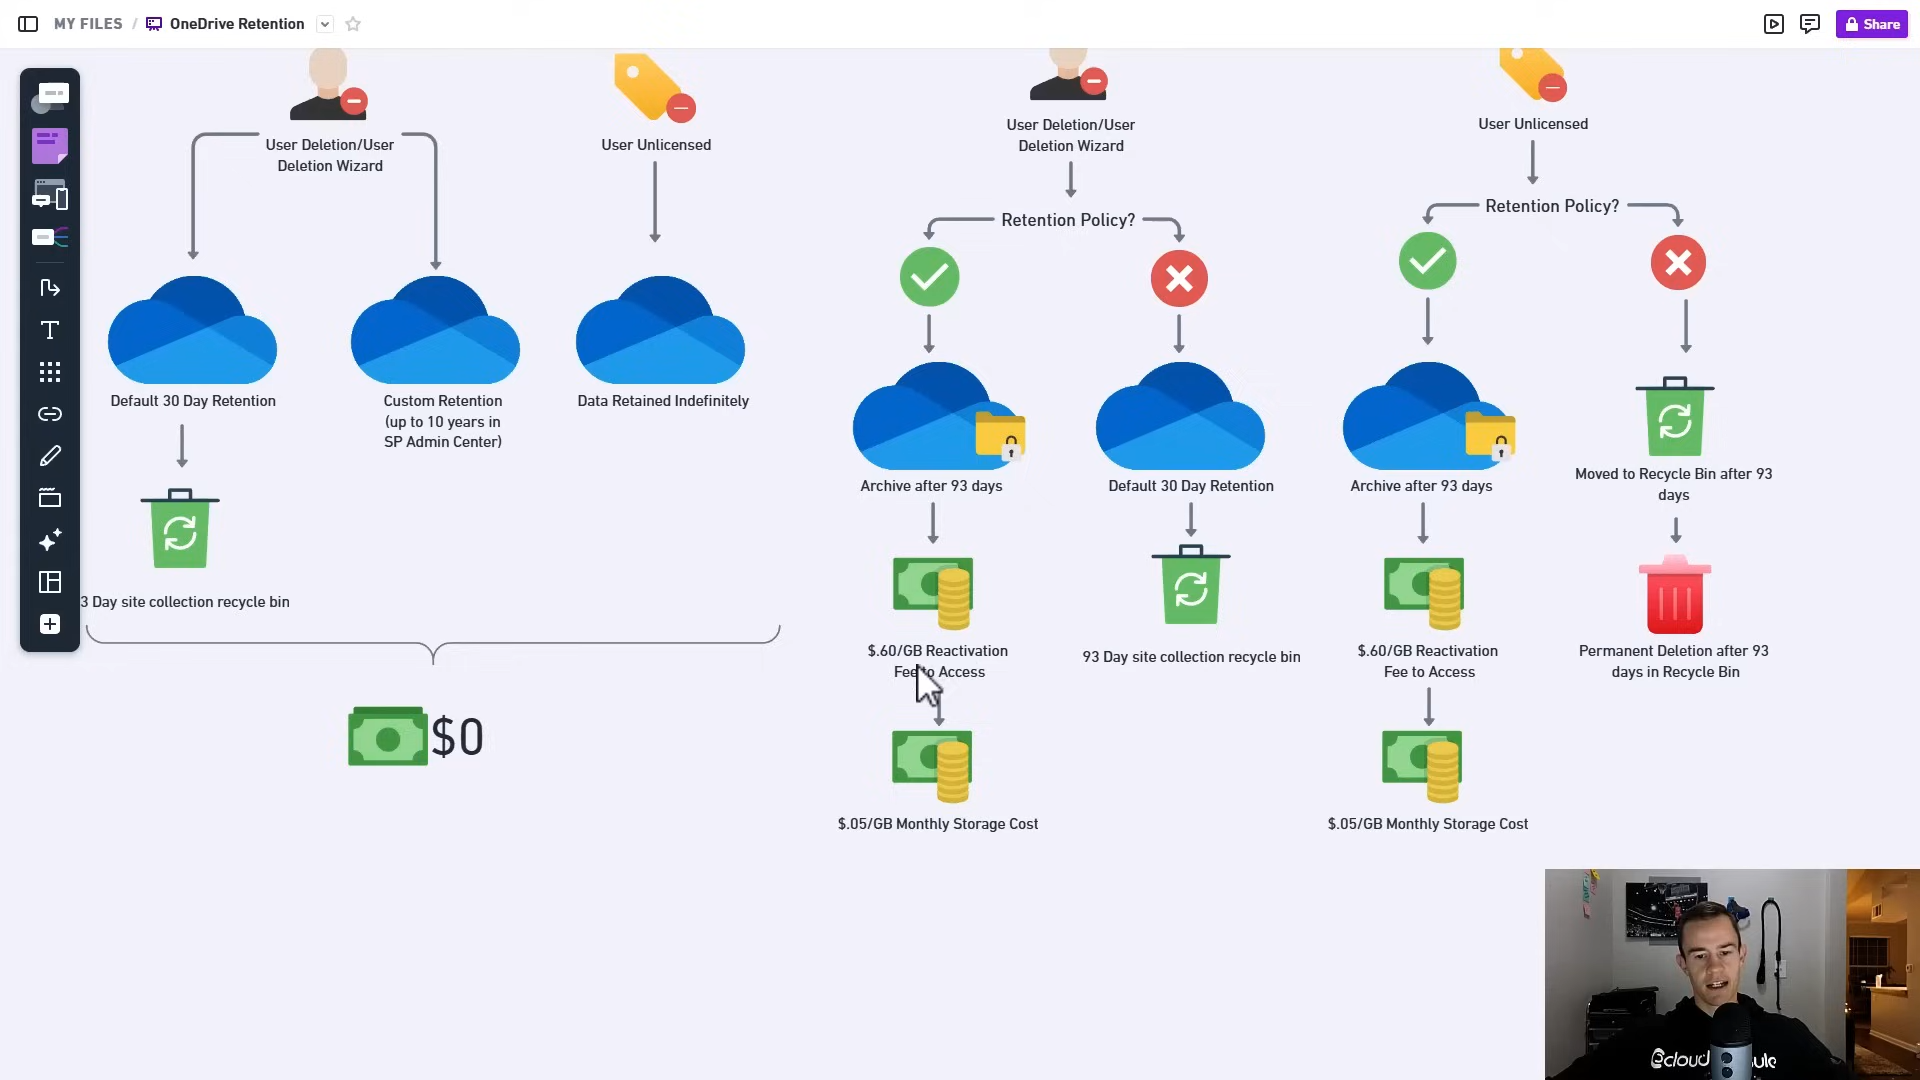 MY FILES / OneDrive Retention
Share
User Deletion/User
Deletion Wizard
User Unlicensed
User Deletion/User
Deletion Wizard
User Unlicensed
Retention Policy?
Retention Policy?
Default 30 Day Retention
Custom Retention
(up to 10 years in
SP Admin Center)
Data Retained Indefinitely
Archive after 93 days
Default 30 Day Retention
Archive after 93 days
Moved to Recycle Bin after 93
days
3 Day site collection recycle bin
$.60/GB Reactivation
Fee to Access
93 Day site collection recycle bin
$.60/GB Reactivation
Fee to Access
Permanent Deletion after 93
days in Recycle Bin
$0
$.05/GB Monthly Storage Cost
$.05/GB Monthly Storage Cost